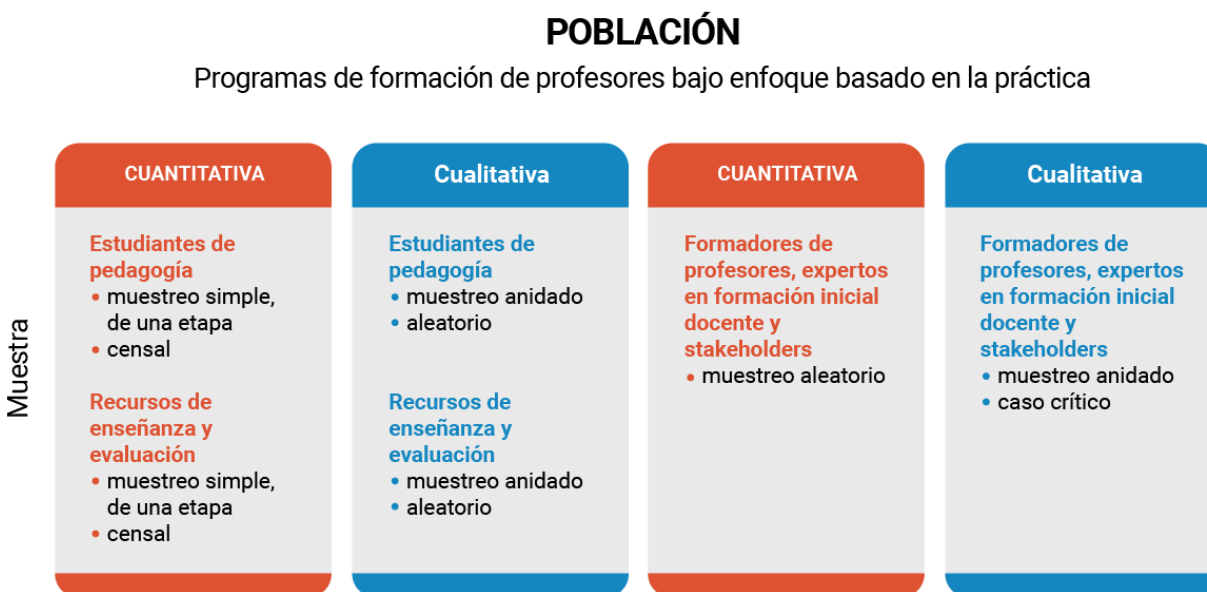 POBLACIÓN
Programas de formación de profesores bajo enfoque basado en la práctica
Muestra
CUANTITATIVA
Estudiantes de
pedagogía
• muestreo simple,
de una etapa
• censal
Recursos de
enseñanza y
evaluación
• muestreo simple,
de una etapa
• censal
Cualitativa
Estudiantes de
pedagogía
• muestreo anidado
• aleatorio
Recursos de
enseñanza y
evaluación
• muestreo anidado
• aleatorio
CUANTITATIVA
Formadores de
profesores, expertos
en formación inicial
docente y
stakeholders
• muestreo aleatorio
Cualitativa
Formadores de
profesores, expertos
en formación inicial
docente y
stakeholders
• muestreo anidado
• caso crítico